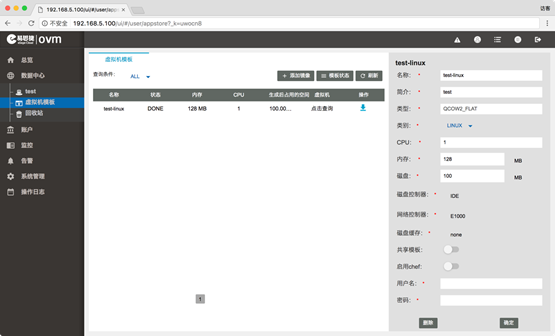 192.168.5.100/ui/#/user/apps
访客
不安全 192.168.5.100/ui/#/user/appstore?_k=uwocn8
易思捷 ovm
总览
数据中心
test
虚拟机模板
回收站
账户
监控
告警
系统管理
操作日志
虚拟机模板
查询条件: ALL
添加镜像 模板状态 刷新
名称 状态 内存 CPU 生成后占用的空间 虚拟机 操作
test-linux DONE 128 MB 1 100.00... 点击查询
1
test-linux
名称: * test-linux
简介: * test
类型: * QCOW2_FLAT
类别: * LINUX
CPU: * 1
内存: * 128 MB
磁盘: * 100 MB
磁盘控制器: * IDE
网络控制器: * E1000
磁盘缓存: * none
共享模板:
启用chef:
用户名: *
密码: *
删除 确定